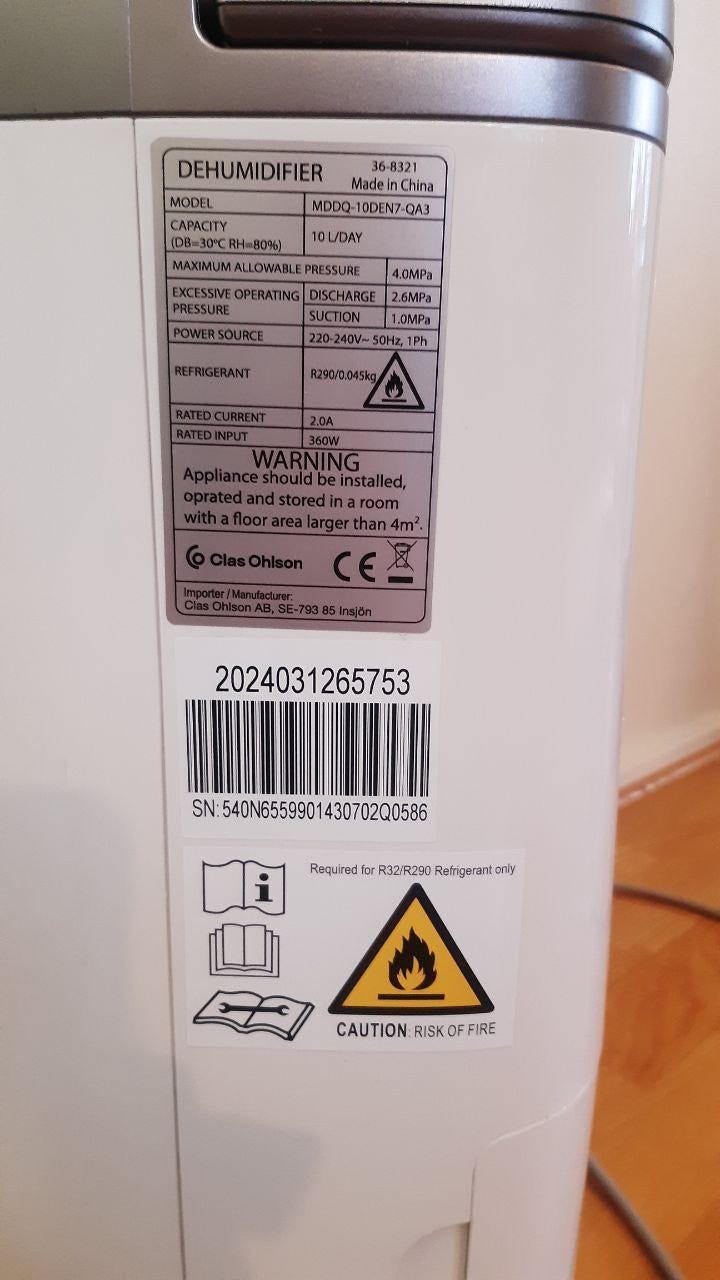 DEHUMIDIFIER 36-8321
Made in China
MODEL MDDQ-10DEN7-QA3
CAPACITY
(DB=30°C RH=80%) 10 L/DAY
MAXIMUM ALLOWABLE PRESSURE 4.0MPa
EXCESSIVE OPERATING PRESSURE DISCHARGE 2.6MPa
SUCTION 1.0MPa
POWER SOURCE 220-240V~ 50Hz, 1Ph
REFRIGERANT R290/0.045kg
RATED CURRENT 2.0A
RATED INPUT 360W
WARNING
Appliance should be installed,
oprated and stored in a room
with a floor area larger than 4m².
Clas Ohlson CE
Importer / Manufacturer:
Clas Ohlson AB, SE-793 85 Insjön
2024031265753
SN: 540N6559901430702Q0586
Required for R32/R290 Refrigerant only
i
CAUTION: RISK OF FIRE